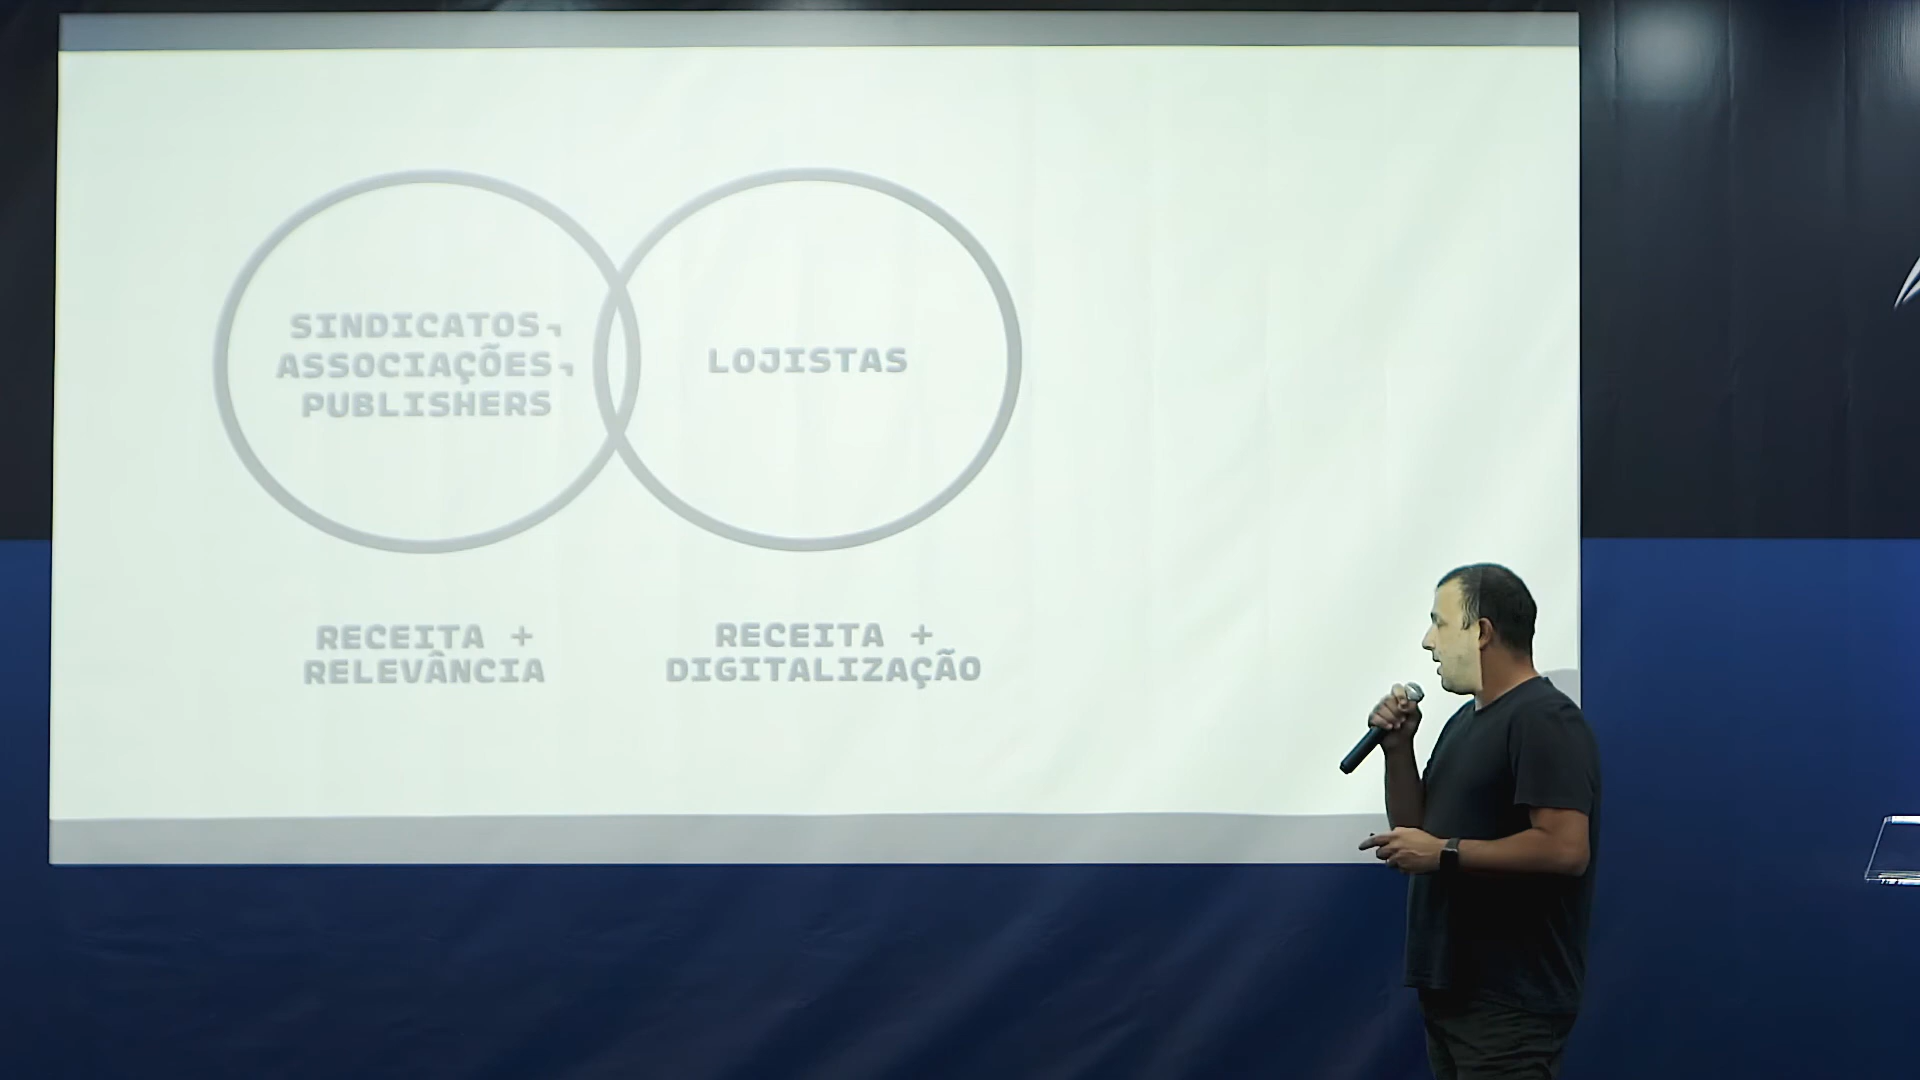 SINDICATOS,
ASSOCIAÇÕES,
PUBLISHERS
LOJISTAS
RECEITA +
RELEVÂNCIA
RECEITA +
DIGITALIZAÇÃO